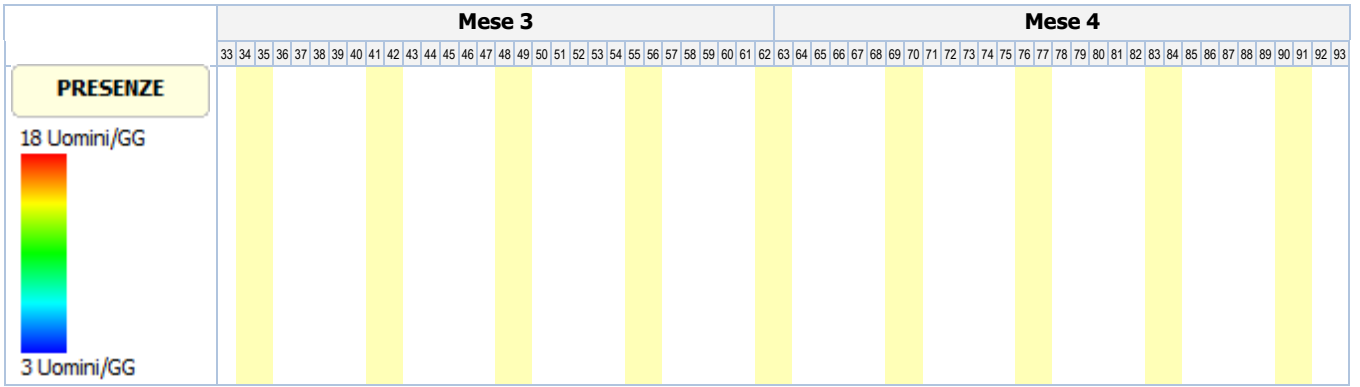 Mese 3 Mese 4
33 34 35 36 37 38 39 40 41 42 43 44 45 46 47 48 49 50 51 52 53 54 55 56 57 58 59 60 61 62 63 64 65 66 67 68 69 70 71 72 73 74 75 76 77 78 79 80 81 82 83 84 85 86 87 88 89 90 91 92 93
PRESENZE
18 Uomini/GG
3 Uomini/GG